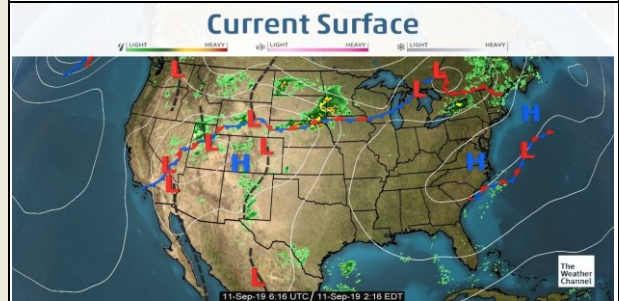 Current Surface
LIGHT HEAVY LIGHT HEAVY LIGHT HEAVY
L L
L
H
L
L L
L
H H
L
L
L
The
Weather
Channel
11-Sep-19 6:16 UTC / 11-Sep-19 2:16 EDT